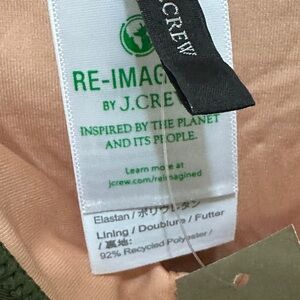 J.CREW
RE-IMAG
BY J.CRE
INSPIRED BY THE PLANET
AND ITS PEOPLE.
Learn more at
jcrew.com/reimagined
Elastan / ポリウレタン
Lining / Doublure / Futter
/ 裏地:
92% Recycled Polyester /